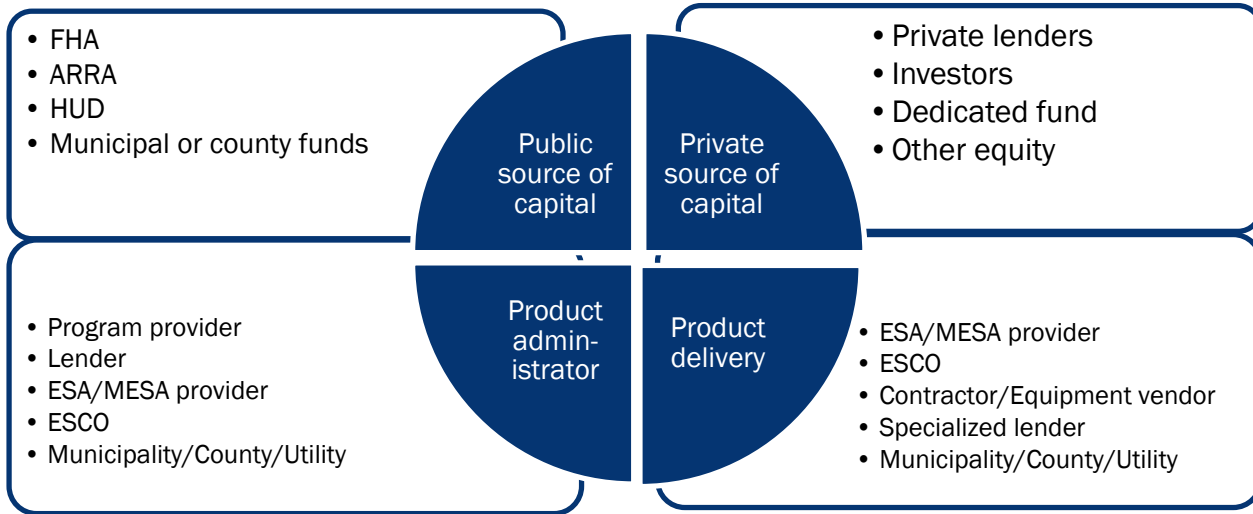 • FHA
• ARRA
• HUD
• Municipal or county funds
Public
source of
capital
Private
source of
capital
• Private lenders
• Investors
• Dedicated fund
• Other equity
• Program provider
• Lender
• ESA/MESA provider
• ESCO
• Municipality/County/Utility
Product
admin-
istrator
Product
delivery
• ESA/MESA provider
• ESCO
• Contractor/Equipment vendor
• Specialized lender
• Municipality/County/Utility